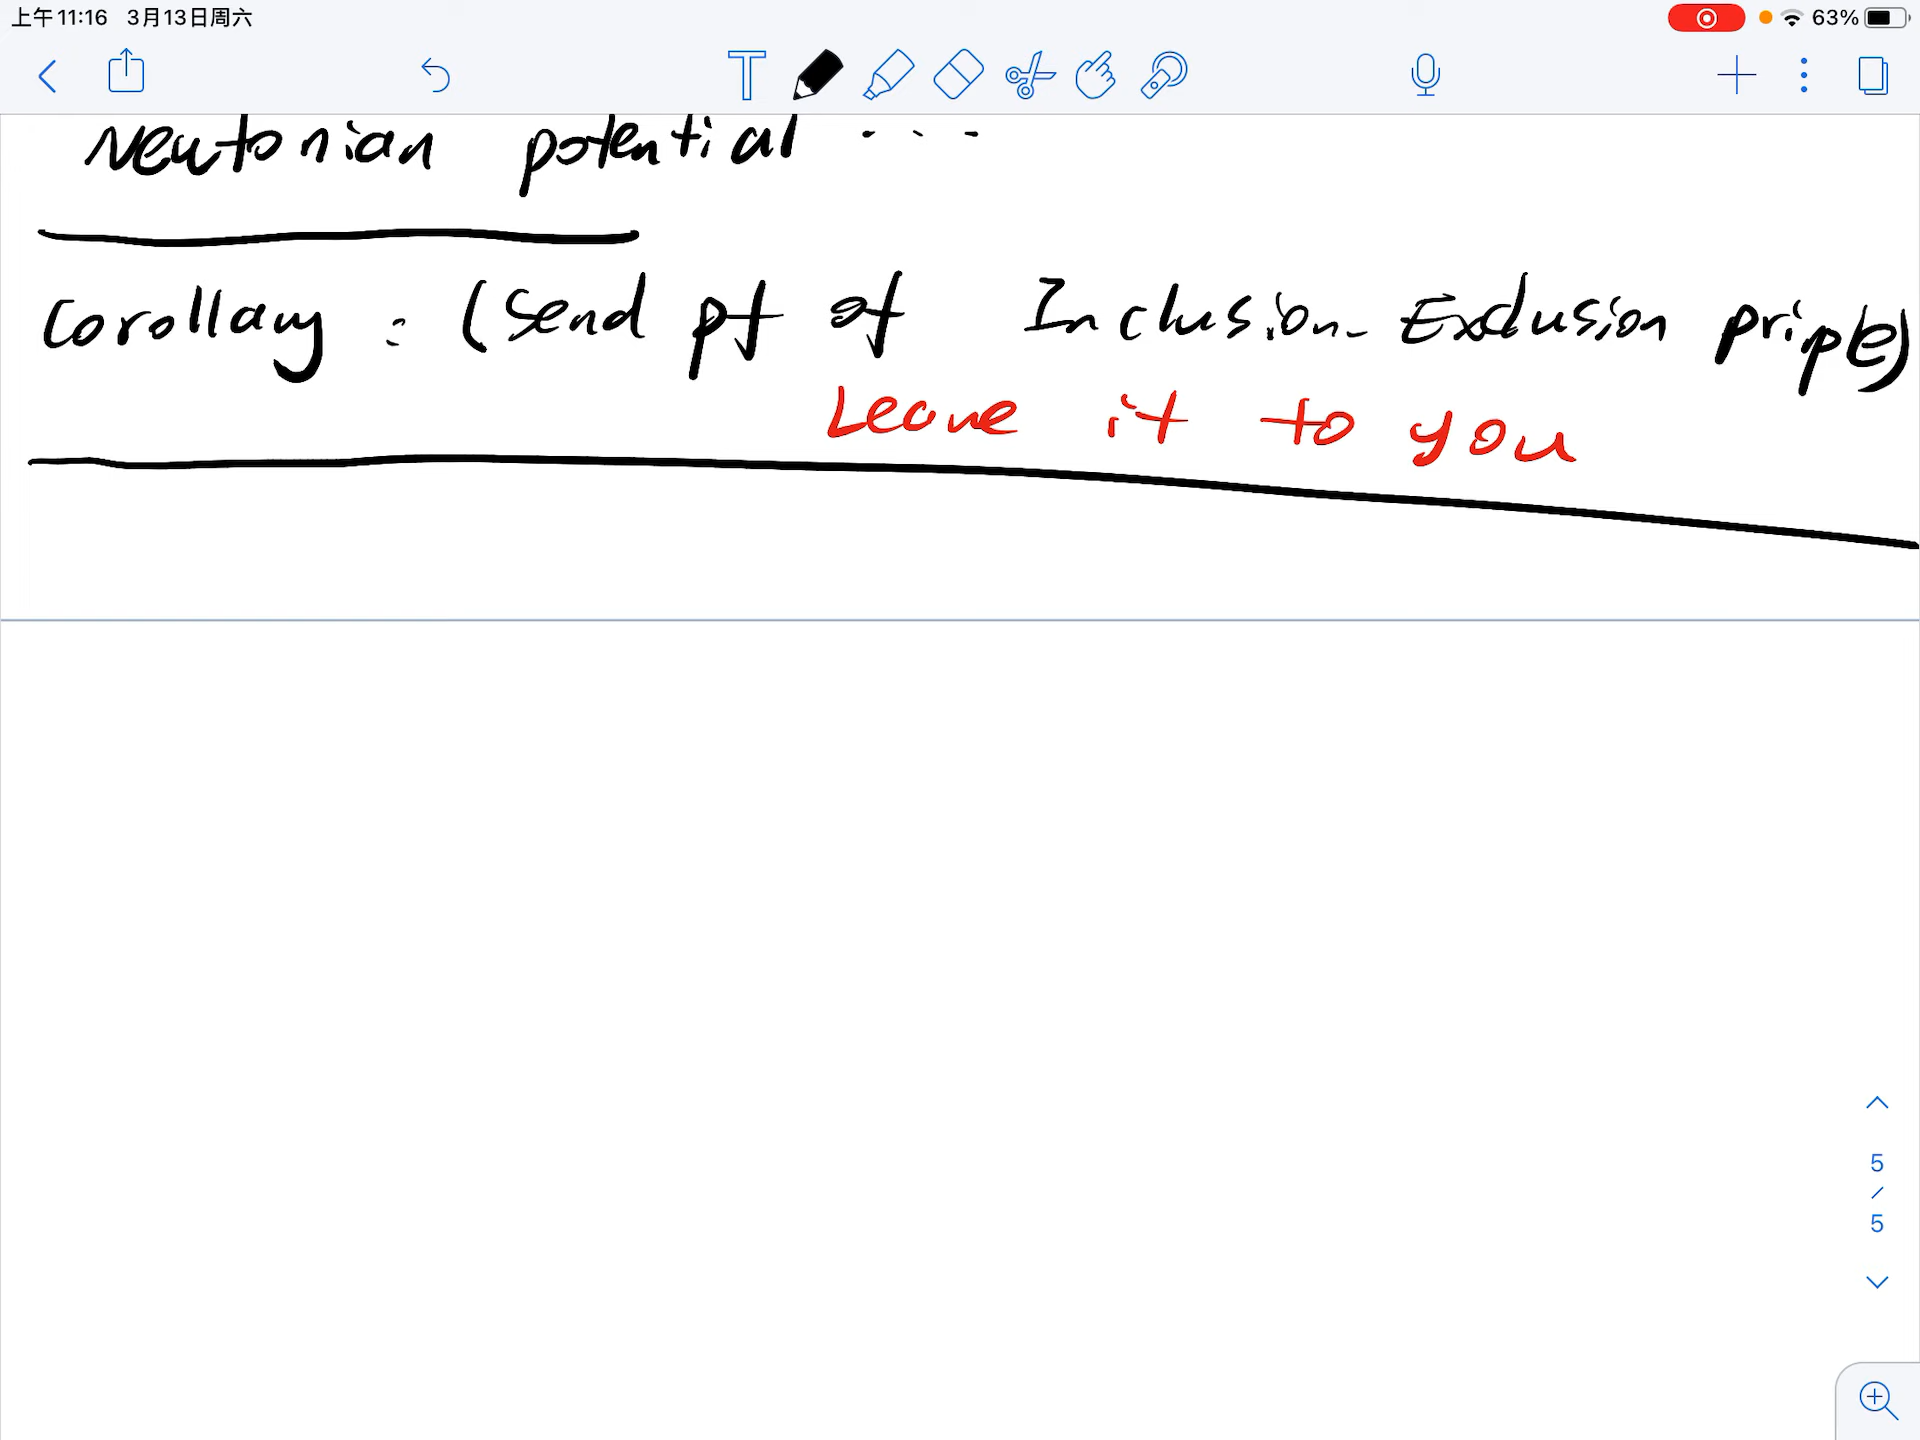 上午11:16 3月13日周六 63%
Newtonian potential ...
Corollary : (Send pf of Inclusion-Exclusion priple)
Leave it to you
5
/
5